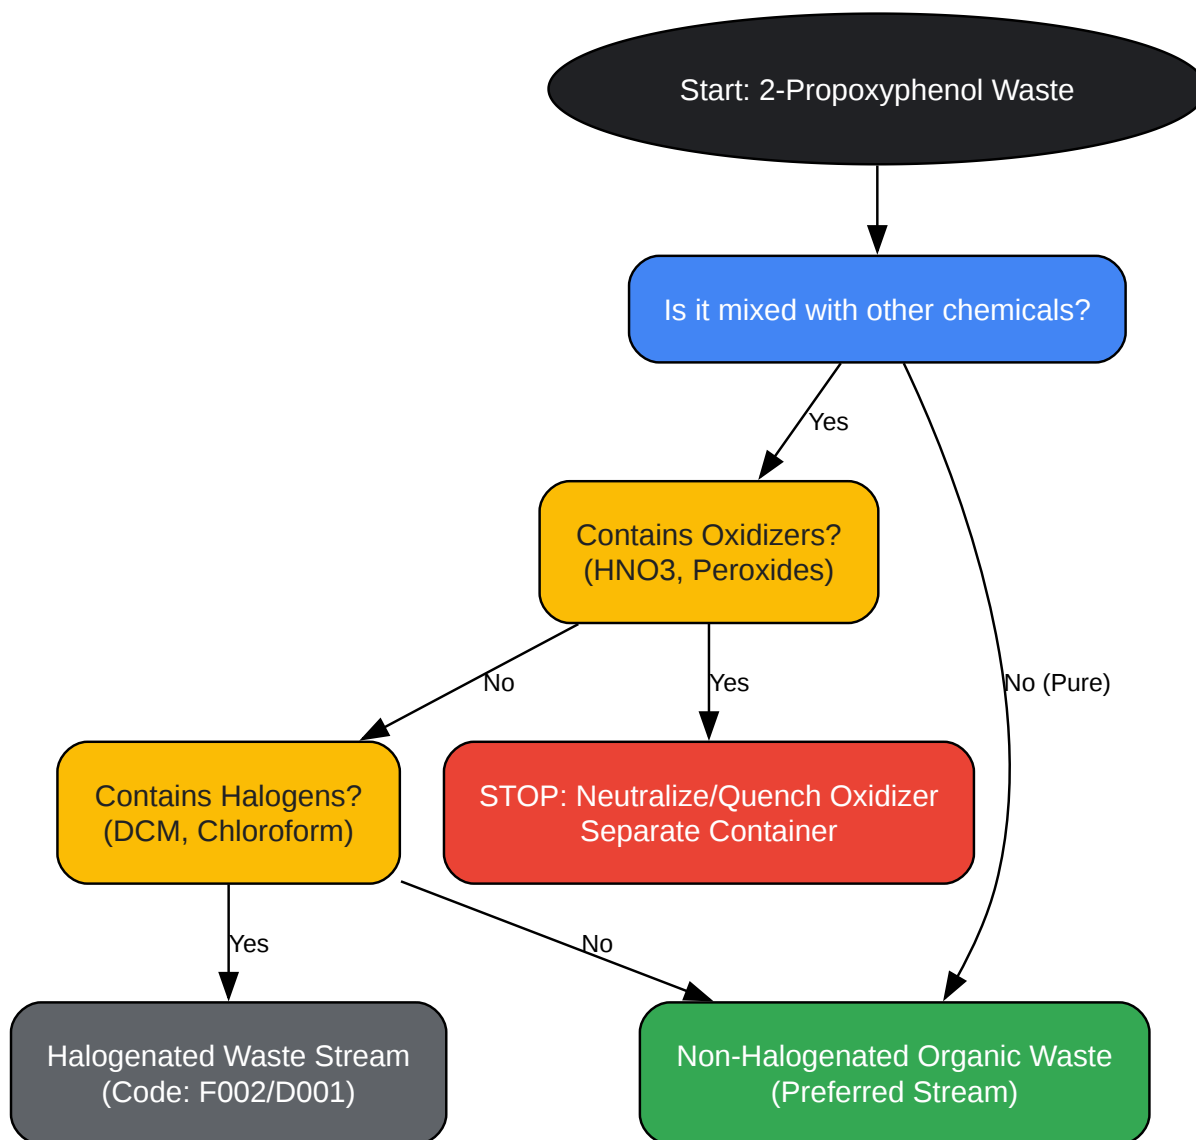 Start: 2-Propoxyphenol Waste
Is it mixed with other chemicals?
Yes
Contains Oxidizers?
(HNO3, Peroxides)
No
Yes
No (Pure)
Contains Halogens?
(DCM, Chloroform)
STOP: Neutralize/Quench Oxidizer
Separate Container
Yes
No
Halogenated Waste Stream
(Code: F002/D001)
Non-Halogenated Organic Waste
(Preferred Stream)